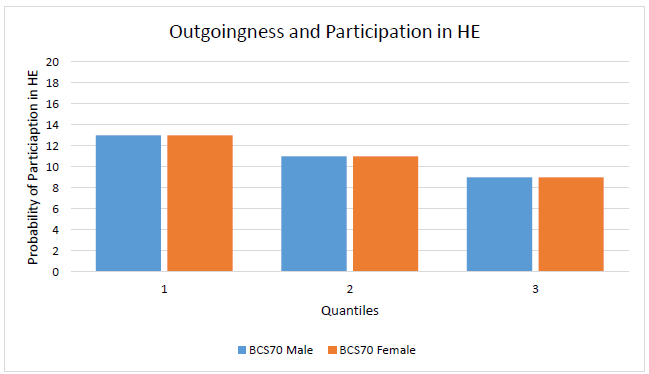 Outgoingness and Participation in HE
Probability of Particiaption in HE
20
18
16
14
12
10
8
6
4
2
0
1 2 3
Quantiles
BCS70 Male BCS70 Female